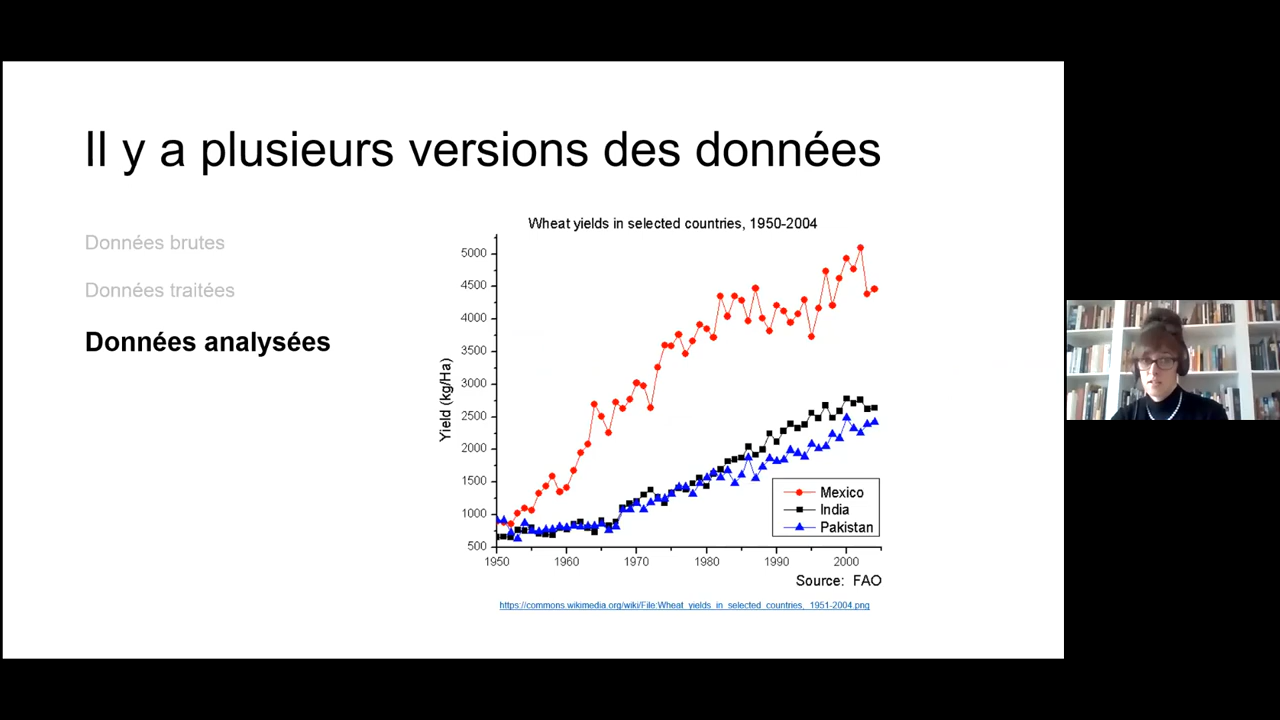 Il y a plusieurs versions des données
Données brutes
Données traitées
Données analysées
Wheat yields in selected countries, 1950-2004
Yield (kg/Ha)
5000
4500
4000
3500
3000
2500
2000
1500
1000
500
1950 1960 1970 1980 1990 2000
Mexico
India
Pakistan
Source: FAO
https://commons.wikimedia.org/wiki/File:Wheat_yields_in_selected_countries,_1951-2004.png